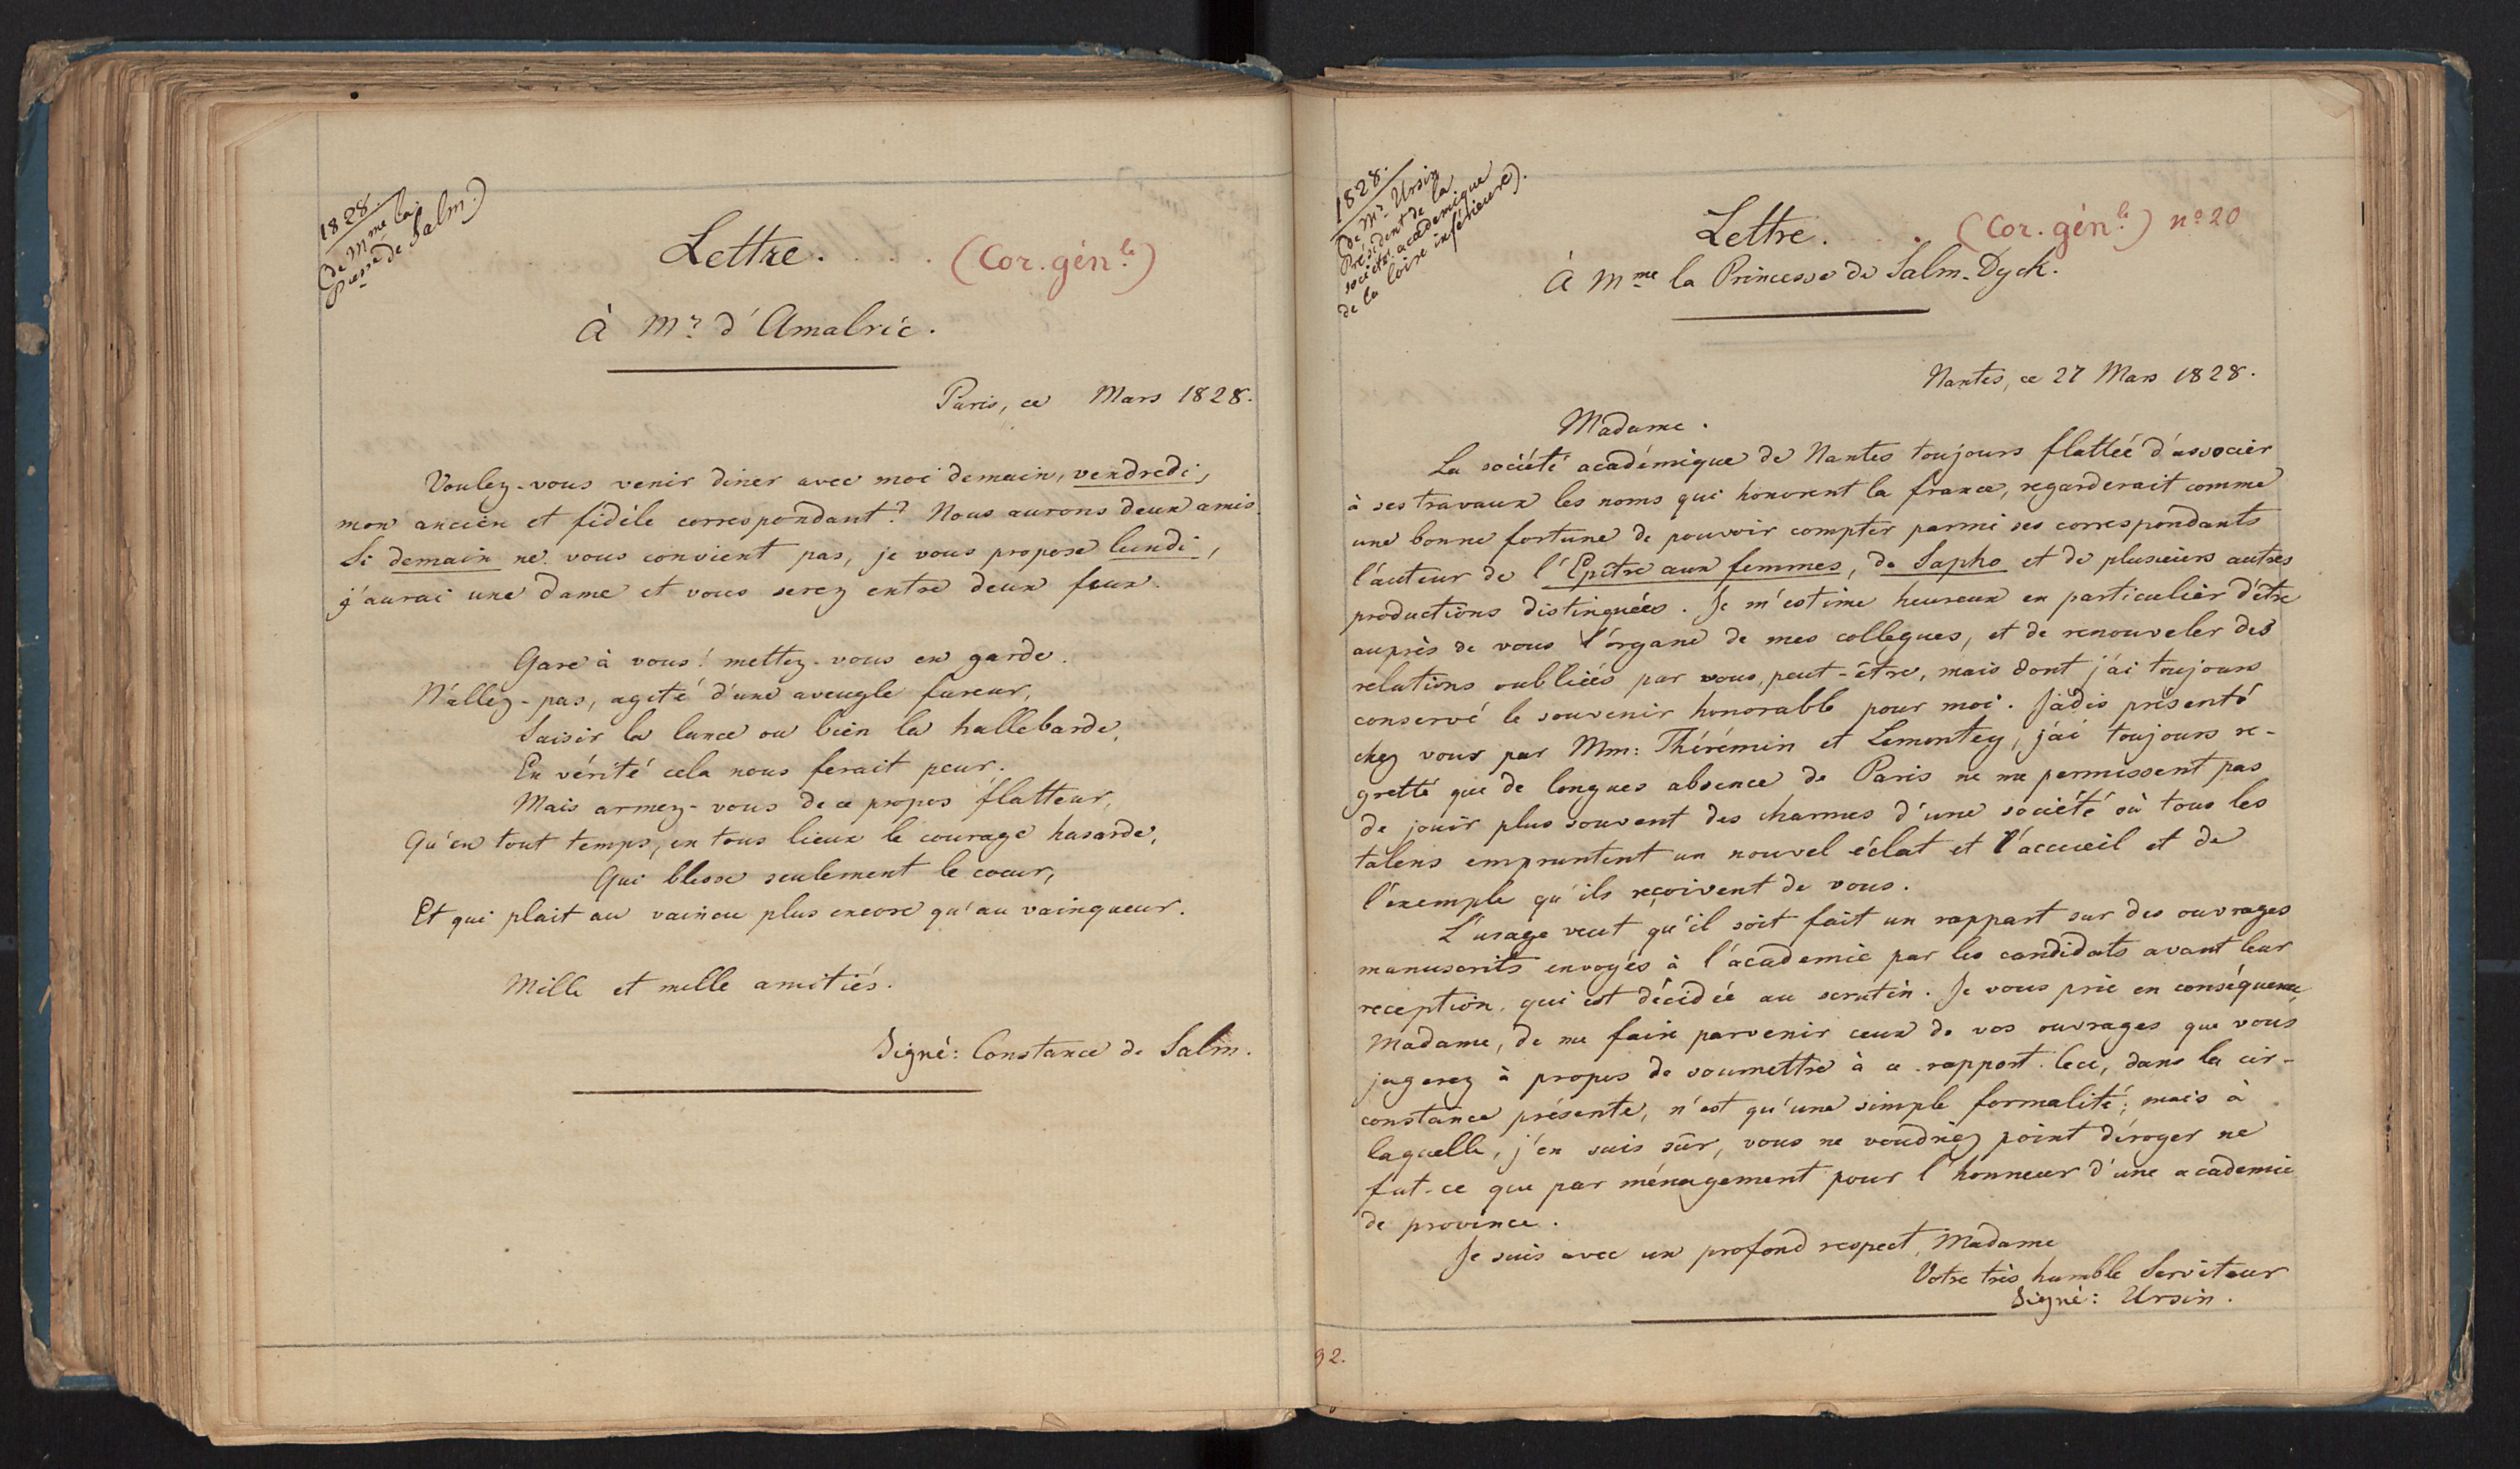 1828.
(de Mme la
Pcesse de Salm.)
Lettre. . . . (Cor. génle)
À Mr. d'Amalric.
Paris, ce Mars 1828.
Voulez-vous venir diner avec moi demain, vendredi,
mon ancien et fidèle correspondant? Nous aurons deux amis.
Si demain ne vous convient pas, je vous propose lundi,
j'aurai une dame et vous serez entre deux feux.
Gare à vous! mettez-vous en garde.
N'allez-pas, agité d'une aveugle fureur,
Saisir la lance ou bien la hallebarde,
En vérité cela nous ferait peur.
Mais armez-vous de ce propos flatteur,
Qu'en tout temps, en tous lieux le courage hasarde,
Qui blesse seulement le coeur,
Et qui plait au vaincu plus encore qu'au vainqueur.
Mille et mille amitiés.
Signé: Constance de Salm.
1828.
(de Mr. Ursin
Président de la
société academique
de la loire inférieure).
Lettre. . . (Cor. génle) no 20
À Mme la Princesse de Salm-Dyck.
Nantes, ce 27 Mars 1828.
Madame.
La société académique de Nantes toujours flattée d'associer
à ses travaux les noms qui honorent la france, regarderait comme
une bonne fortune de pouvoir compter parmi ses correspondants
l'auteur de l'Epître aux femmes, de Sapho et de plusieurs autres
productions distinguées. Je m'estime heureux en particulier d'être
auprès de vous l'organe de mes collegues, et de renouveler des
relations oubliées par vous, peut-être, mais dont j'ai toujours
conservé le souvenir honorable pour moi. Jadis présenté
chez vous par Mm: Thérémin et Lemontey, j'ai toujours re-
gretté que de longues absence de Paris ne me permissent pas
de jouir plus souvent des charmes d'une société où tous les
talens empruntent un nouvel éclat et l'accueil et de
l'exemple qu'ils reçoivent de vous.
L'usage veut qu'il soit fait un rapport sur des ouvrages
manuscrits envoyés à l'académie par les candidats avant leur
reception, qui est décidée au scrutin. Je vous prie en conséquence,
Madame, de me faire parvenir ceux de vos ouvrages que vous
jugerez à propos de soumettre à ce rapport. Ceci, dans la cir-
constance présente, n'est qu'une simple formalité; mais à
laquelle, j'en suis sûr, vous ne voudriez point déroger ne
fut-ce que par ménagement pour l'honneur d'une academie
de province.
Je suis avec un profond respect, Madame
Votre très humble Serviteur
Signé: Ursin.
92.